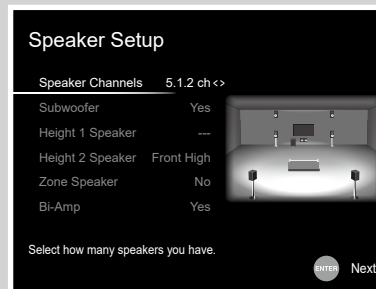 Speaker Setup
Speaker Channels 5.1.2 ch <>
Subwoofer Yes
Height 1 Speaker ---
Height 2 Speaker Front High
Zone Speaker No
Bi-Amp Yes
Select how many speakers you have.
ENTER Next